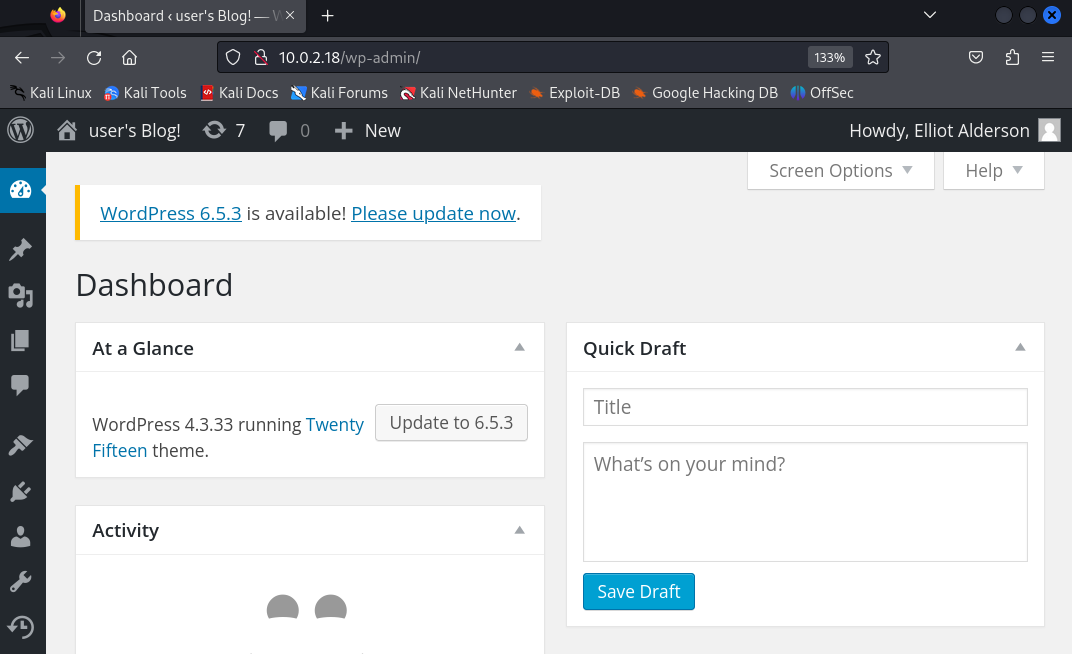 Dashboard ‹ user's Blog! — W
10.0.2.18/wp-admin/
133%
Kali Linux Kali Tools Kali Docs Kali Forums Kali NetHunter Exploit-DB Google Hacking DB OffSec
user's Blog! 7 0 New Howdy, Elliot Alderson
Screen Options Help
WordPress 6.5.3 is available! Please update now.
Dashboard
At a Glance
WordPress 4.3.33 running Twenty
Fifteen theme.
Update to 6.5.3
Activity
Quick Draft
Title
What's on your mind?
Save Draft